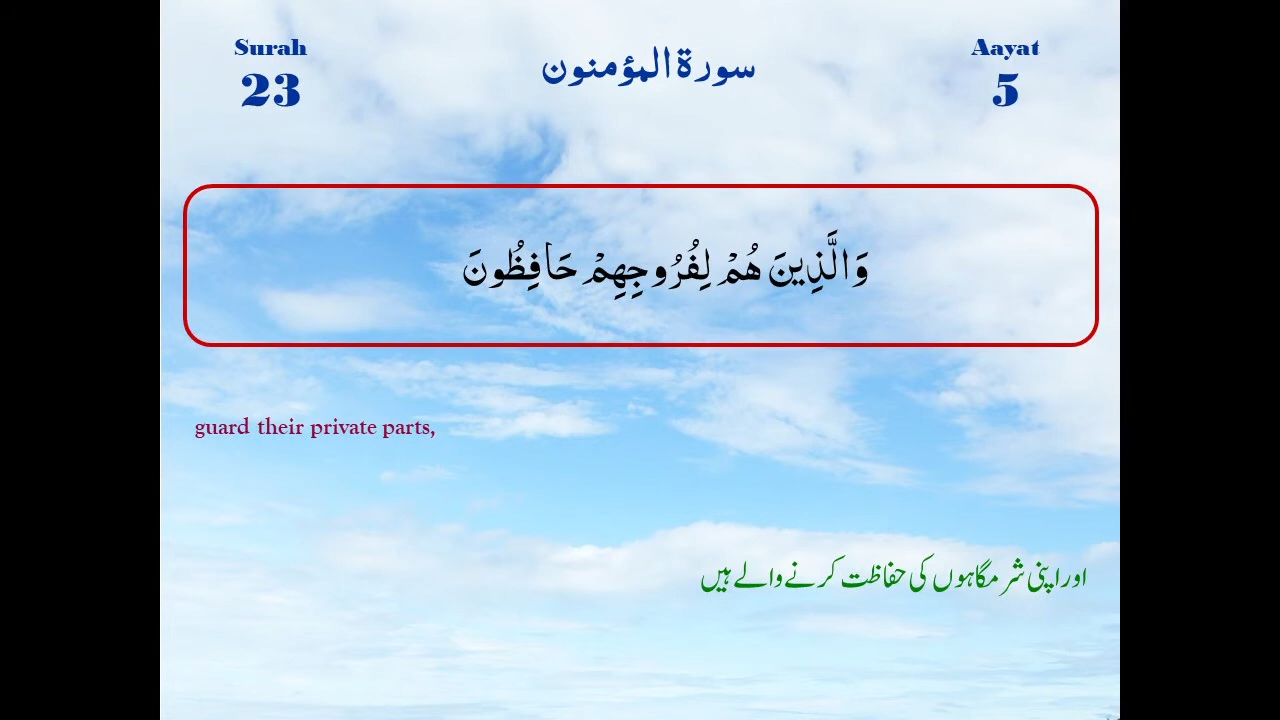 Surah
23
سورة المؤمنون
Aayat
5
وَالَّذِينَ هُمْ لِفُرُوجِهِمْ حَافِظُونَ
guard their private parts,
اور اپنی شرمگاہوں کی حفاظت کرنے والے ہیں